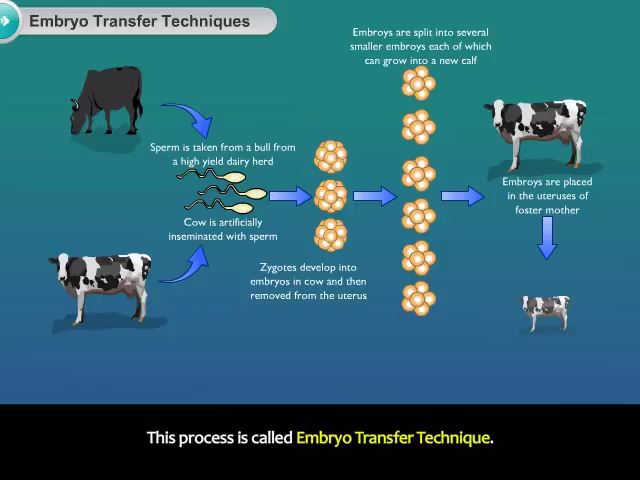 Embryo Transfer Techniques
Embroys are split into several
smaller embroys each of which
can grow into a new calf
Sperm is taken from a bull from
a high yield dairy herd
Cow is artificially
inseminated with sperm
Zygotes develop into
embryos in cow and then
removed from the uterus
Embroys are placed
in the uteruses of
foster mother
This process is called Embryo Transfer Technique.